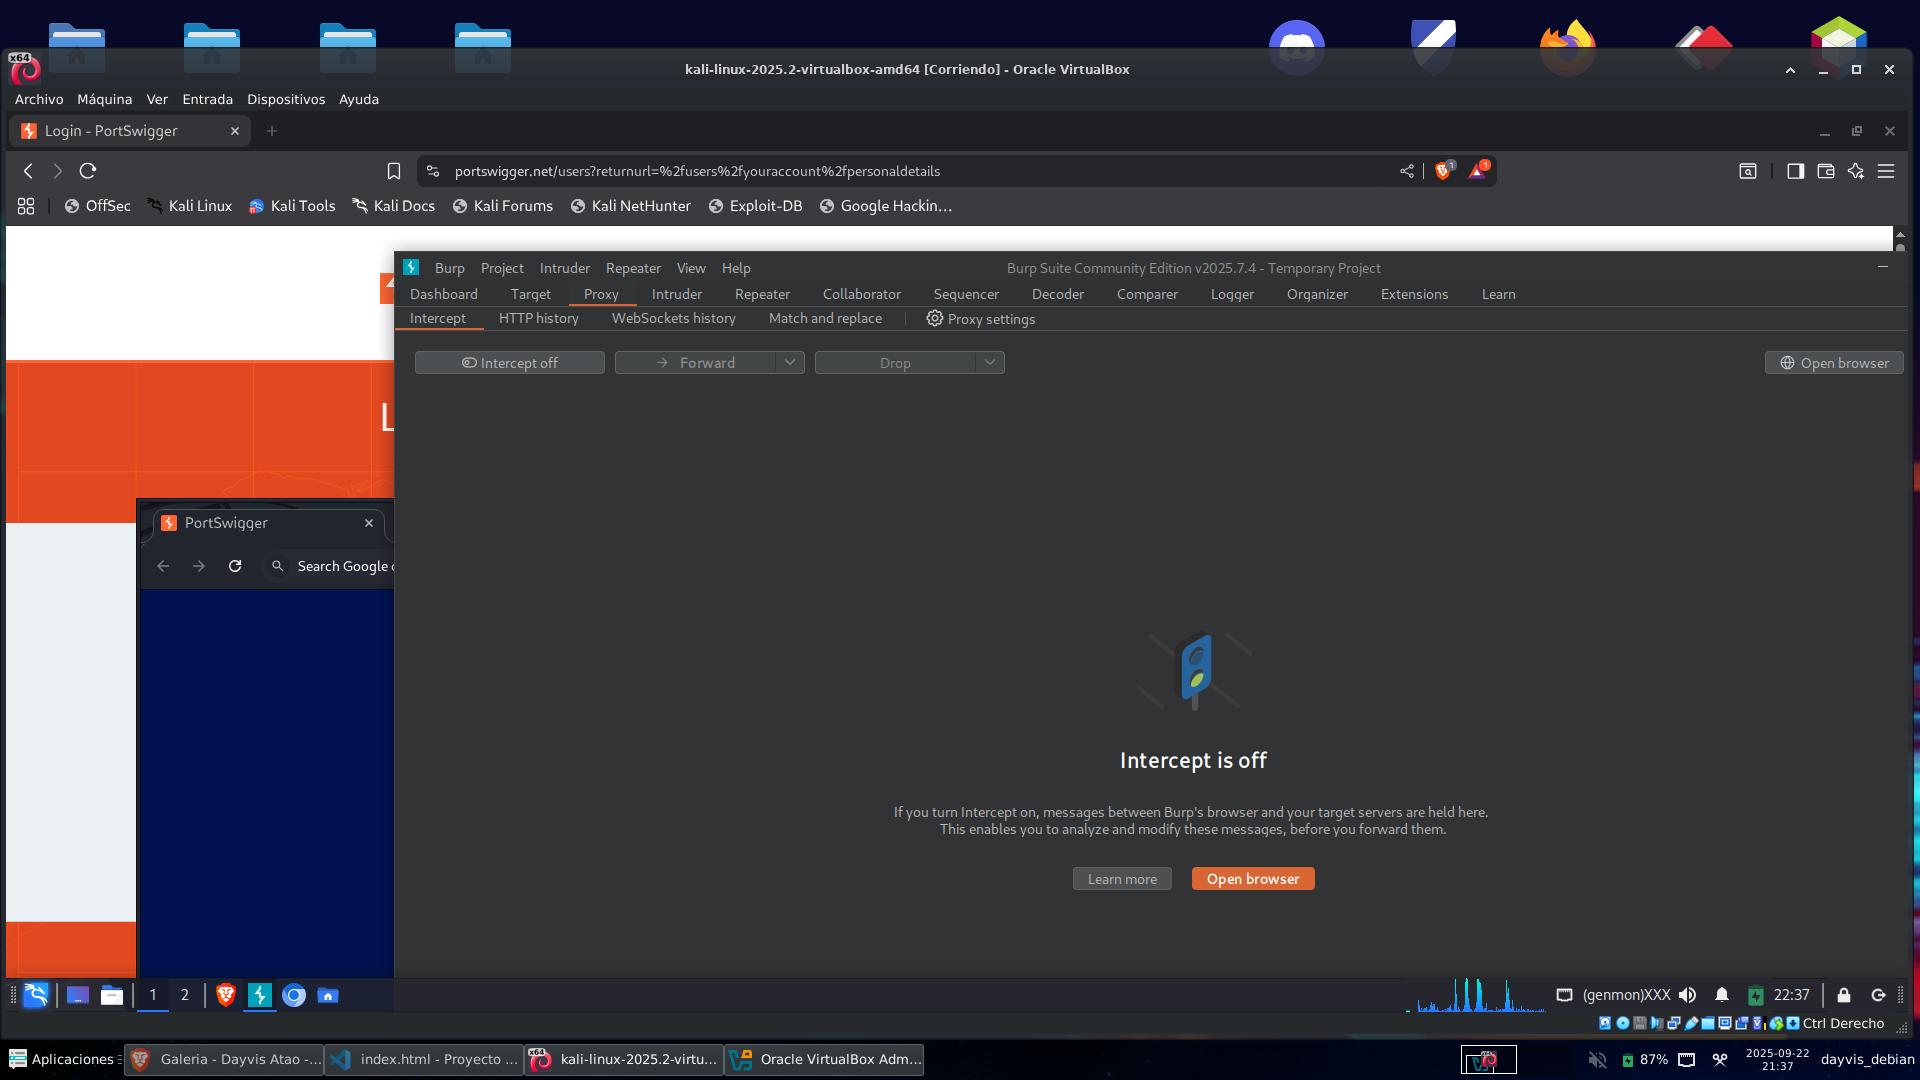 x64
kali-linux-2025.2-virtualbox-amd64 [Corriendo] - Oracle VirtualBox
Archivo Máquina Ver Entrada Dispositivos Ayuda
Login - PortSwigger
portswigger.net/users?returnurl=%2fusers%2fyouraccount%2fpersonaldetails
1
1
OffSec Kali Linux Kali Tools Kali Docs Kali Forums Kali NetHunter Exploit-DB Google Hackin...
Burp Project Intruder Repeater View Help
Burp Suite Community Edition v2025.7.4 - Temporary Project
Dashboard Target Proxy Intruder Repeater Collaborator Sequencer Decoder Comparer Logger Organizer Extensions Learn
Intercept HTTP history WebSockets history Match and replace Proxy settings
Intercept off Forward Drop Open browser
L
PortSwigger
Search Google
Intercept is off
If you turn Intercept on, messages between Burp's browser and your target servers are held here.
This enables you to analyze and modify these messages, before you forward them.
Learn more Open browser
1 2
(genmon)XXX 22:37
Ctrl Derecho
Aplicaciones
Galeria - Dayvis Atao -...
index.html - Proyecto ...
x64
kali-linux-2025.2-virtu...
Oracle VirtualBox Adm...
87%
2025-09-22
21:37
dayvis_debian